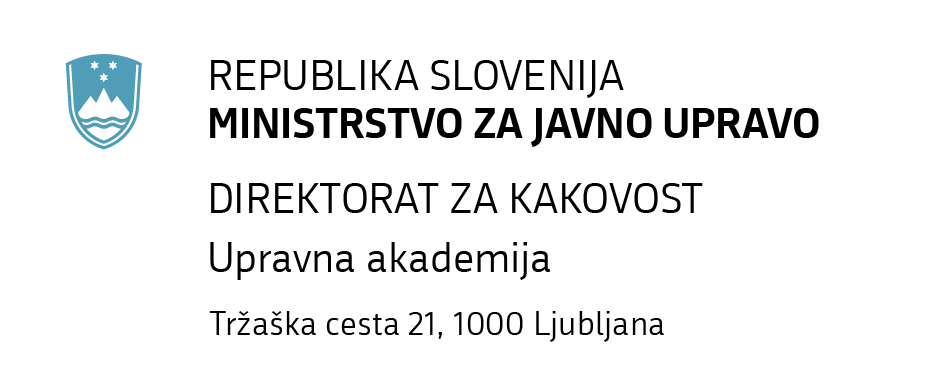 REPUBLIKA SLOVENIJA
MINISTRSTVO ZA JAVNO UPRAVO
DIREKTORAT ZA KAKOVOST
Upravna akademija
Tržaška cesta 21, 1000 Ljubljana